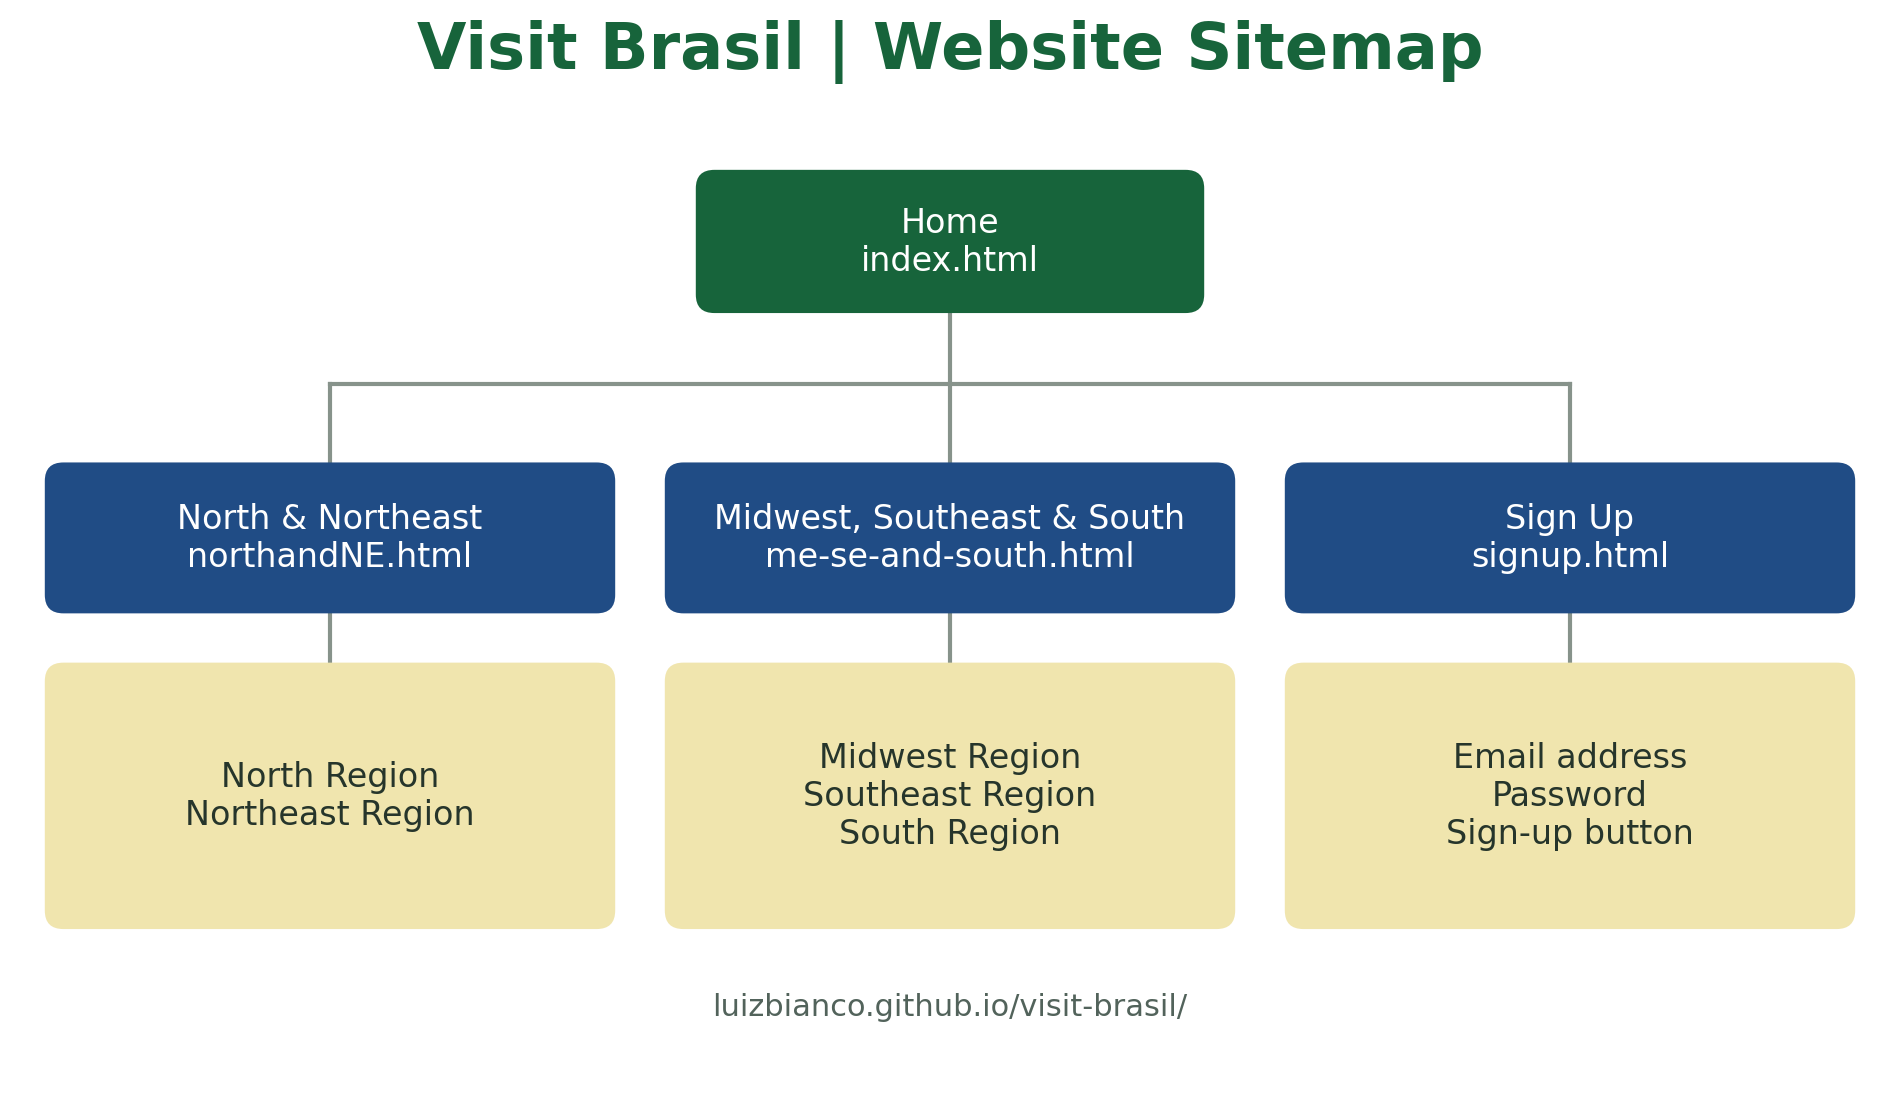 Visit Brasil | Website Sitemap
Home
index.html
North & Northeast
northandNE.html
Midwest, Southeast & South
me-se-and-south.html
Sign Up
signup.html
North Region
Northeast Region
Midwest Region
Southeast Region
South Region
Email address
Password
Sign-up button
luizbianco.github.io/visit-brasil/